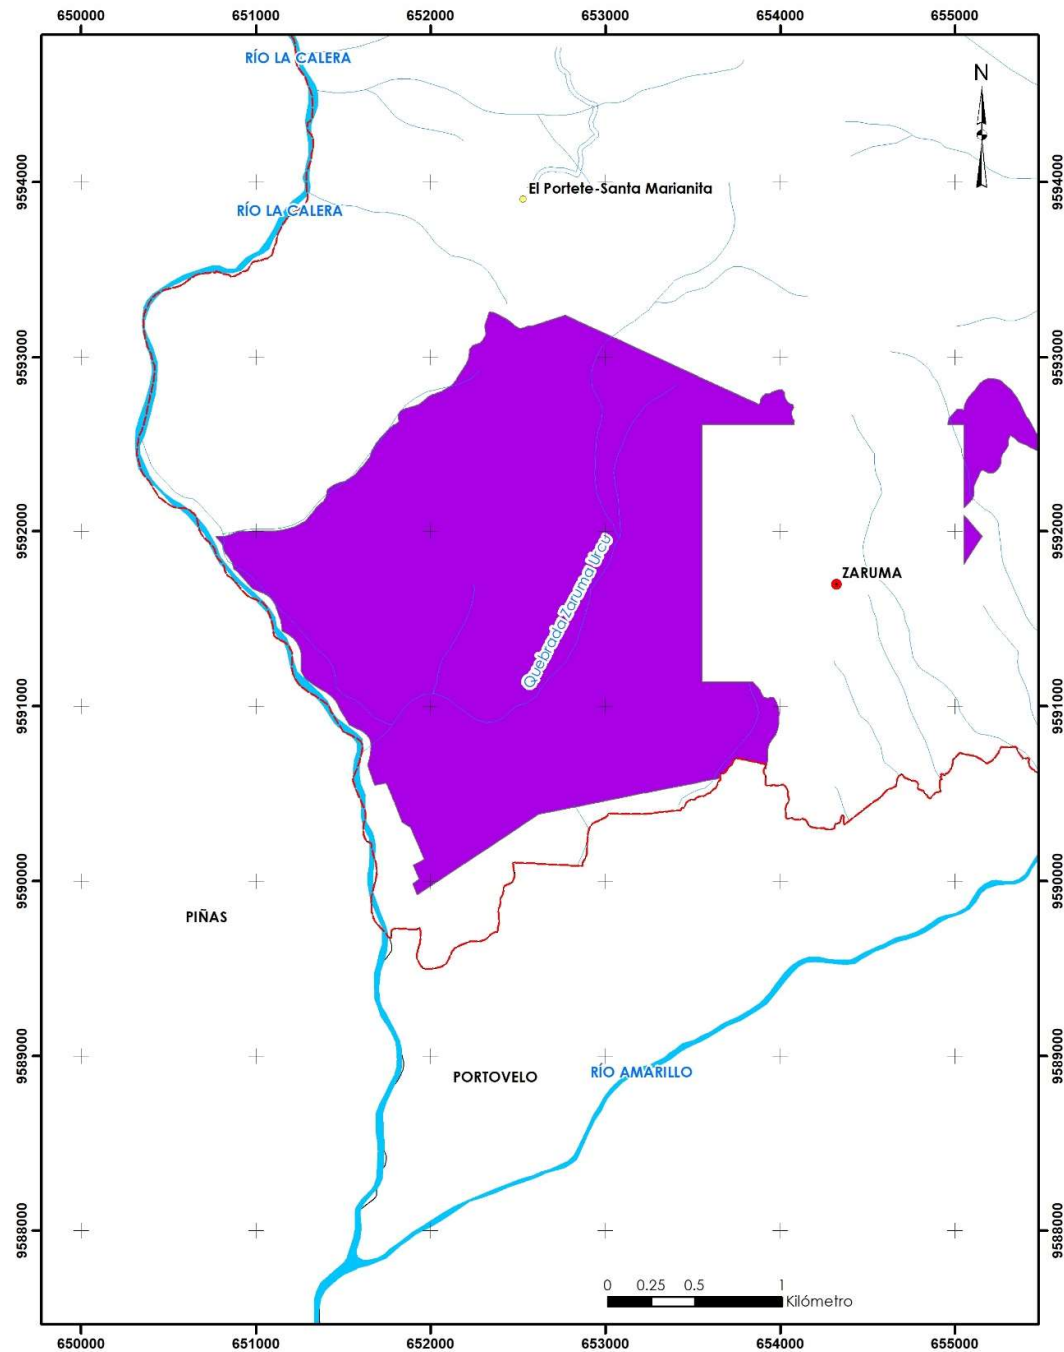 650000 651000 652000 653000 654000 655000
RÍO LA CALERA
N
9594000 9594000
El Portete-Santa Marianita
RÍO LA CALERA
9593000 9593000
9592000 9592000
Quebrada Zaruma Urcu
ZARUMA
9591000 9591000
9590000 9590000
PIÑAS
9589000 9589000
RÍO AMARILLO
PORTOVELO
9588000 9588000
0 0.25 0.5 1
Kilómetro
650000 651000 652000 653000 654000 655000